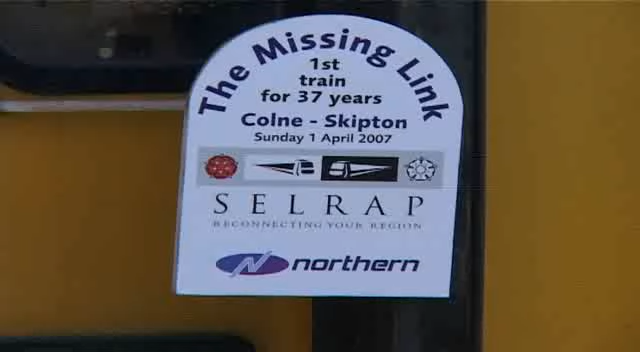 The Missing Link
1st
train
for 37 years
Colne - Skipton
Sunday 1 April 2007
SELRAP
RECONNECTING YOUR REGION
northern